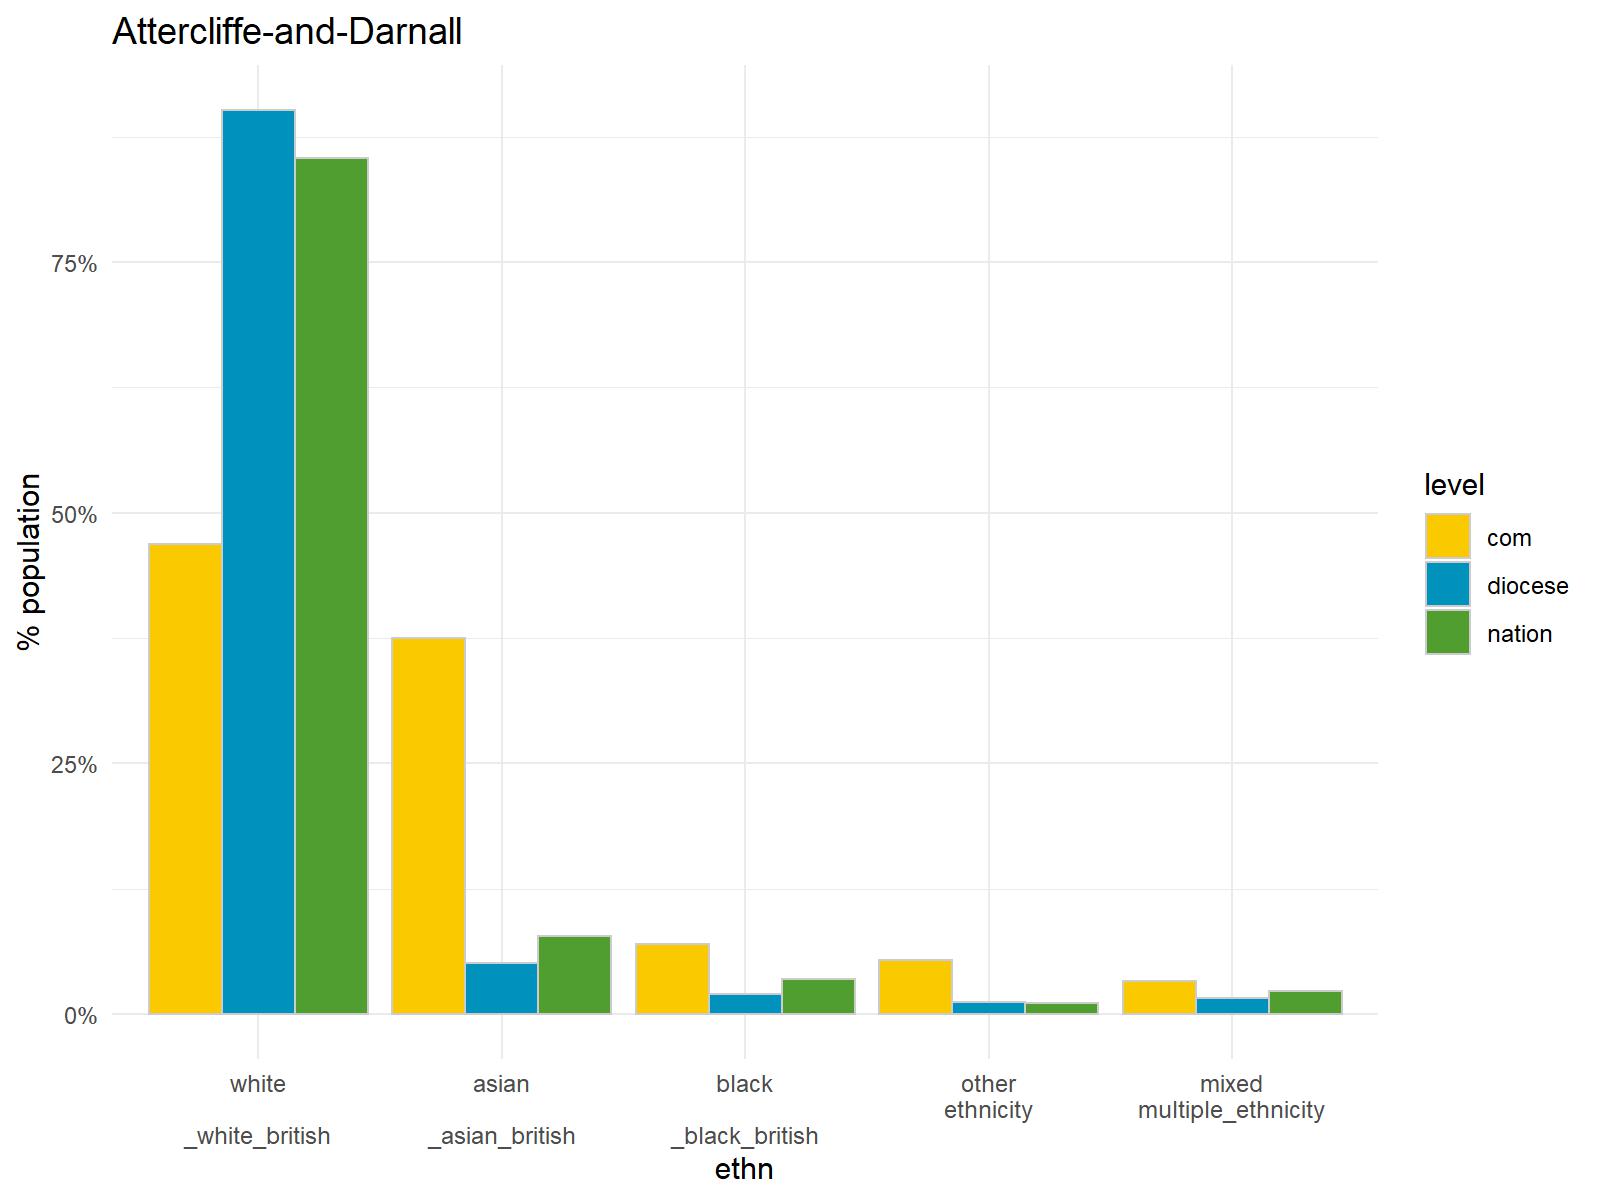 Attercliffe-and-Darnall
% population
75%
50%
25%
0%
white
_white_british
asian
_asian_british
black
_black_british
other
ethnicity
mixed
multiple_ethnicity
ethn
level
com
diocese
nation